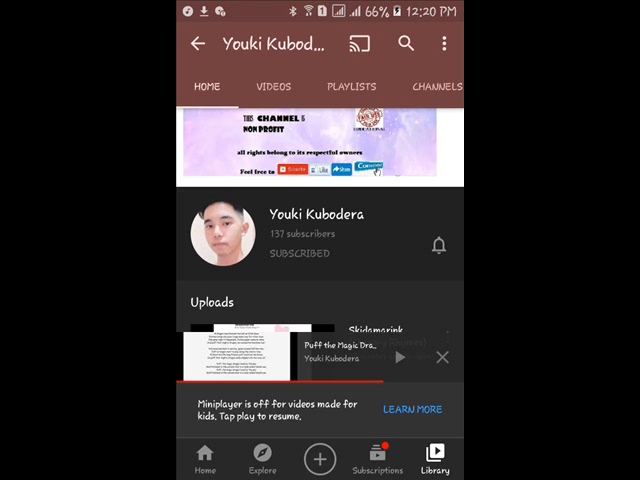 66% 12:20 PM
Youki Kubod...
HOME VIDEOS PLAYLISTS CHANNELS
THIS CHANNEL IS
NON PROFIT
FAIR USE
EDUCATIONAL
all rights belong to its respectful owners
Feel free to Subscribe Like Share Comment
Youki Kubodera
137 subscribers
SUBSCRIBED
Uploads
Skidamarink
Puff the Magic Dra..
Youki Kubodera
Miniplayer is off for videos made for
kids. Tap play to resume.
LEARN MORE
Home Explore Subscriptions Library